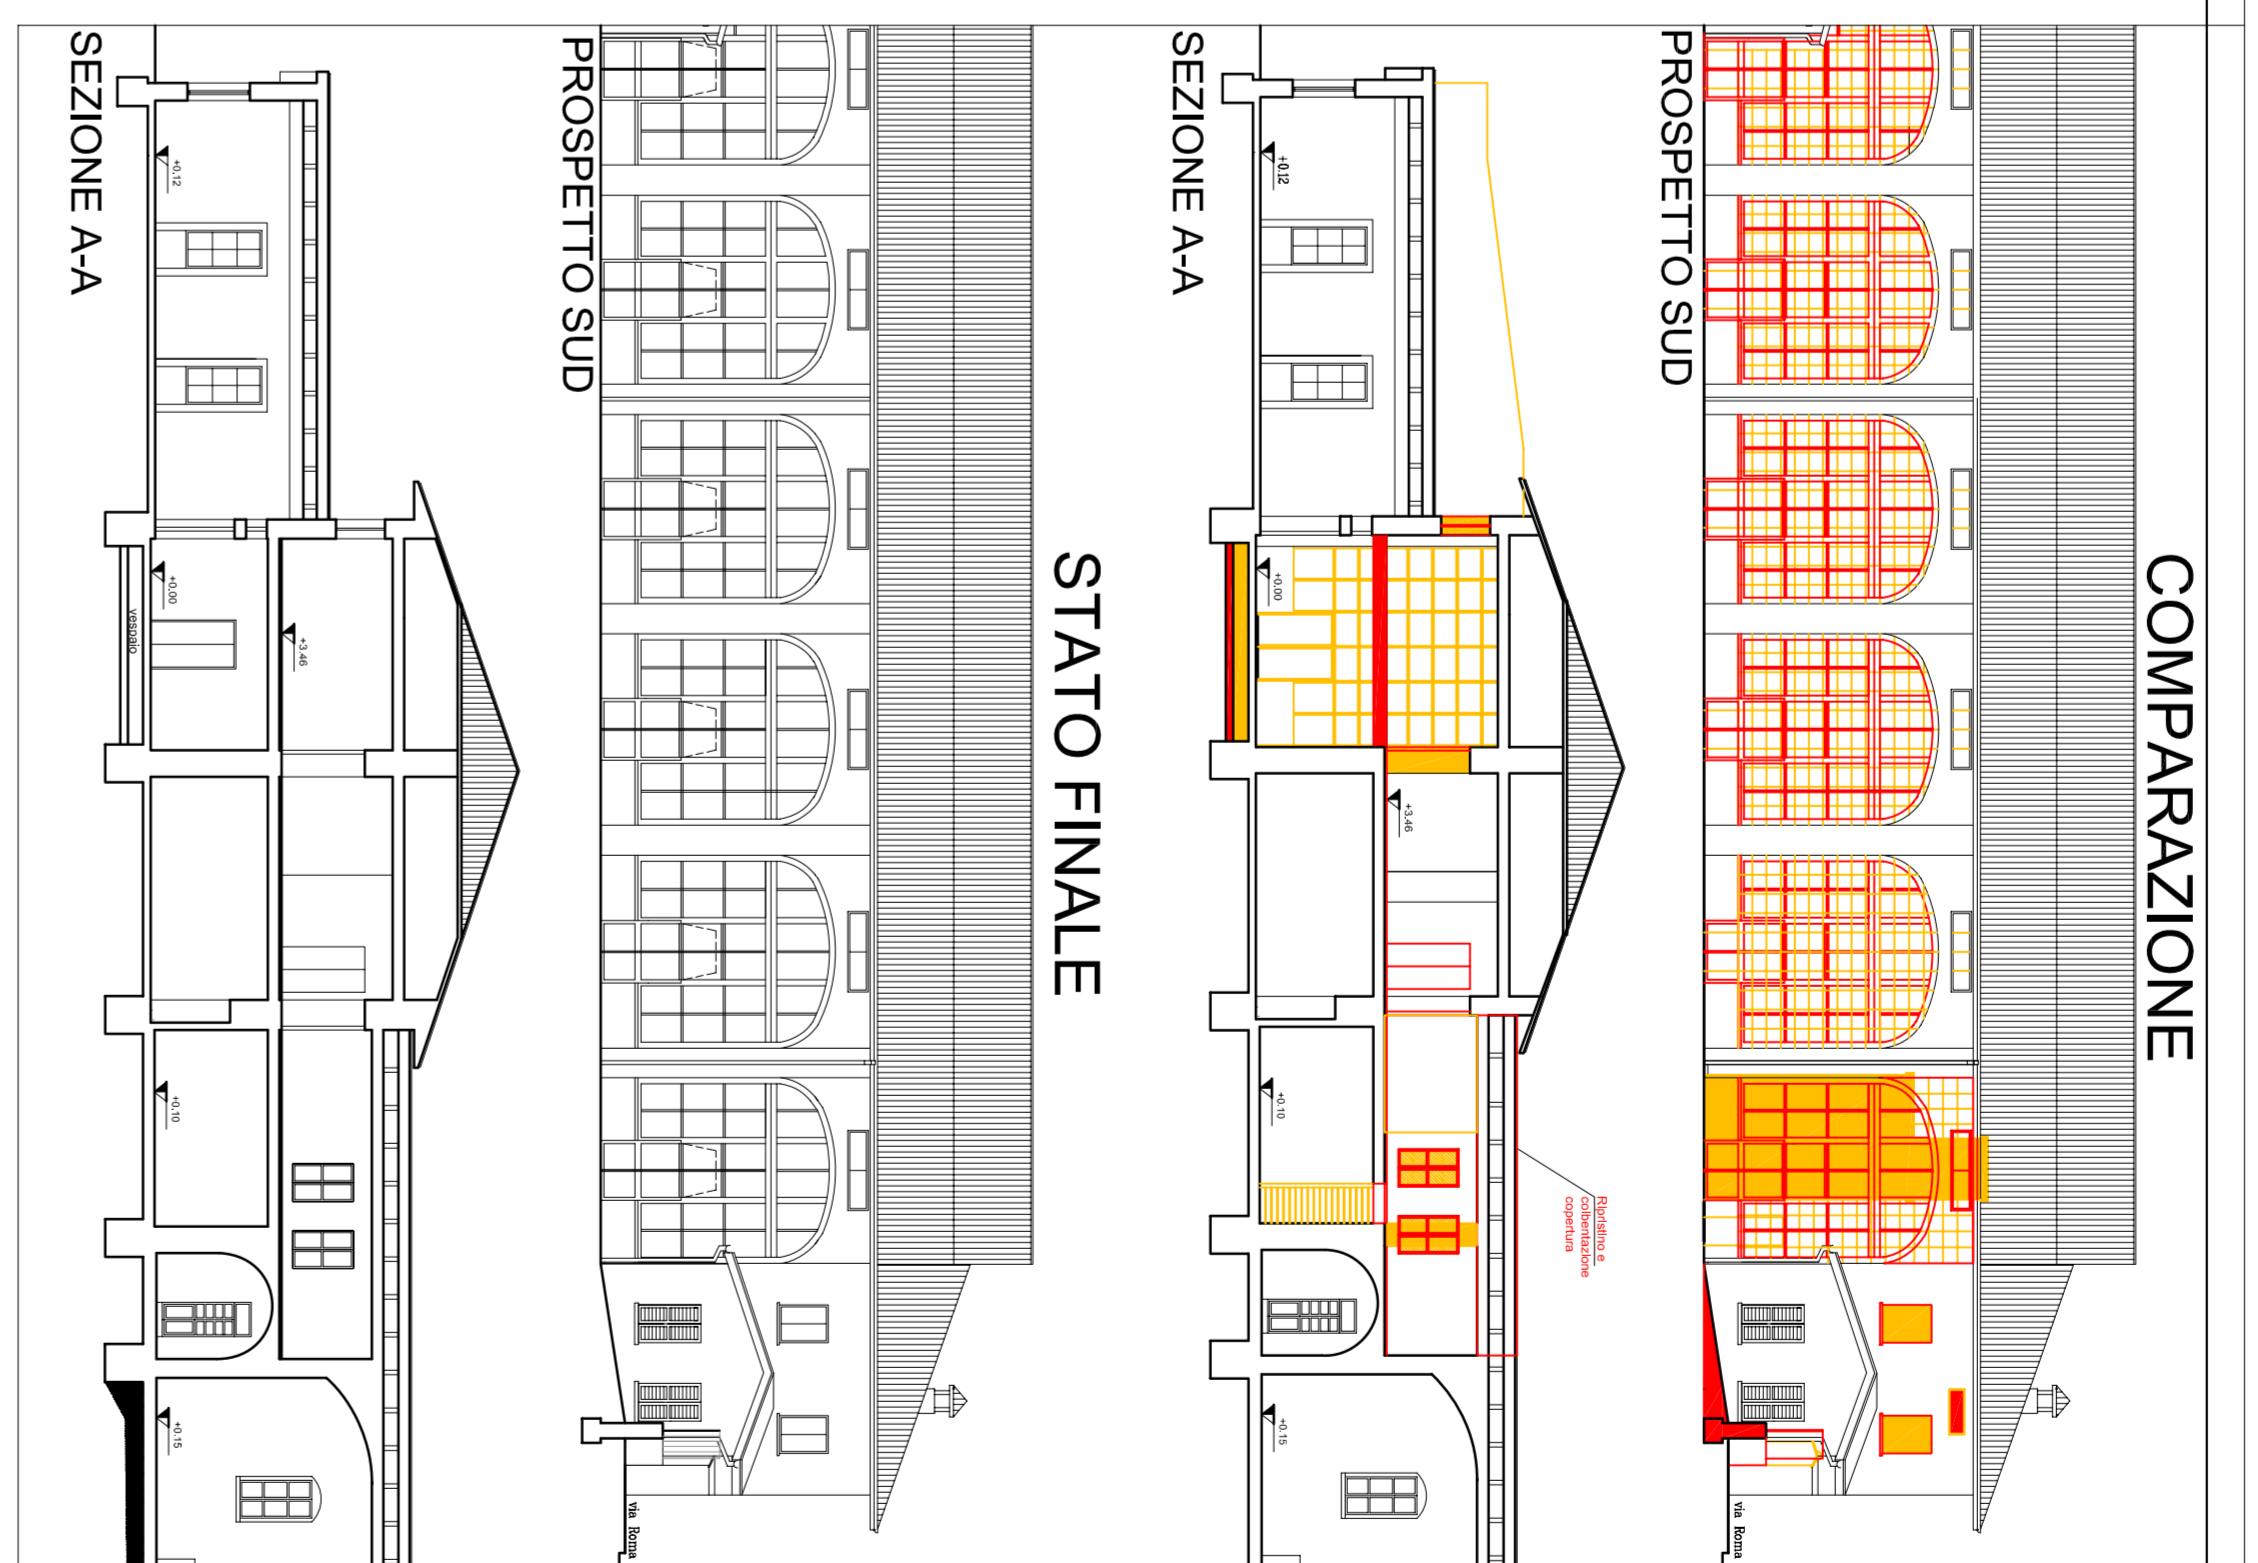 COMPARAZIONE
PROSPETTO SUD
via Roma
SEZIONE A-A
+0.12
+0.00
+3.46
+0.10
+0.15
Ripristino e
coibentazione
copertura
STATO FINALE
PROSPETTO SUD
via Roma
SEZIONE A-A
+0.12
+0.00
vespaio
+3.46
+0.10
+0.15